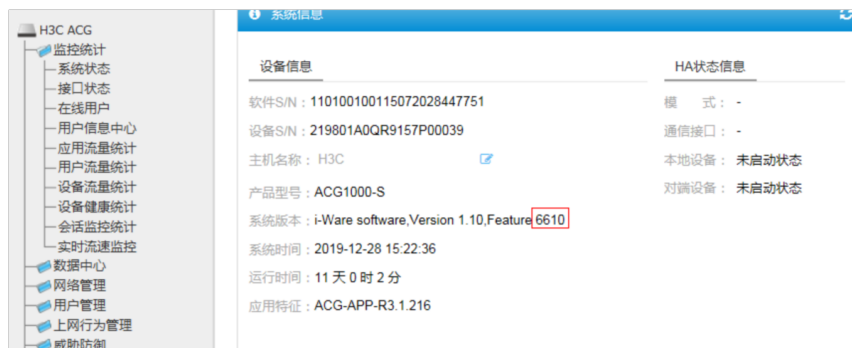 H3C ACG
监控统计
系统状态
接口状态
在线用户
用户信息中心
应用流量统计
用户流量统计
设备流量统计
设备健康统计
会话监控统计
实时流速监控
数据中心
网络管理
用户管理
上网行为管理
威胁防御
系统信息
设备信息
软件S/N：110100100115072028447751
设备S/N：219801A0QR9157P00039
主机名称： H3C
产品型号：ACG1000-S
系统版本：i-Ware software,Version 1.10,Feature 6610
系统时间：2019-12-28 15:22:36
运行时间：11 天 0 时 2 分
应用特征：ACG-APP-R3.1.216
HA状态信息
模 式： -
通信接口： -
本地设备： 未启动状态
对端设备： 未启动状态